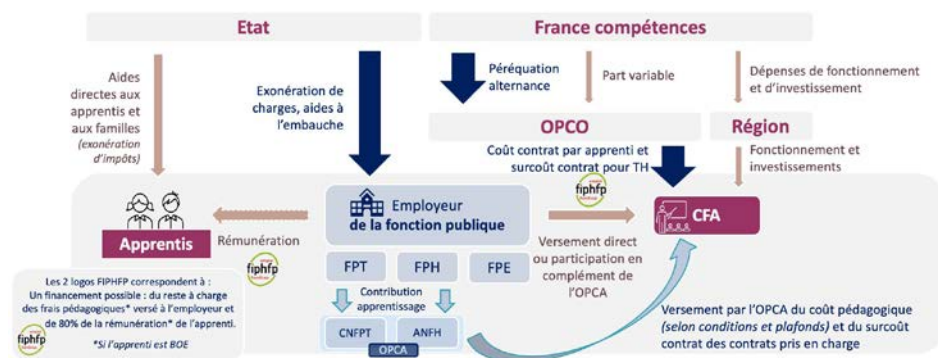 Etat
France compétences
Aides
directes aux
apprentis et
aux familles
(exonération
d'impôts)
Exonération de
charges, aides à
l'embauche
Péréquation
alternance
Part variable
Dépenses de fonctionnement
et d'investissement
OPCO
Région
Coût contrat par apprenti et
surcoût contrat pour TH
Fonctionnement et
investissements
fiphfp
Apprentis
Rémunération
fiphfp
Employeur
de la fonction publique
CFA
Versement direct
ou participation en
complément de
l'OPCA
FPT
FPH
FPE
Contribution
apprentissage
CNFPT
ANFH
OPCA
Les 2 logos FIPHFP correspondent à :
Un financement possible : du reste à charge
des frais pédagogiques* versé à l'employeur et
de 80% de la rémunération* de l'apprenti.
*Si l'apprenti est BOE
fiphfp
Versement par l'OPCA du coût pédagogique
(selon conditions et plafonds) et du surcoût
contrat des contrats pris en charge